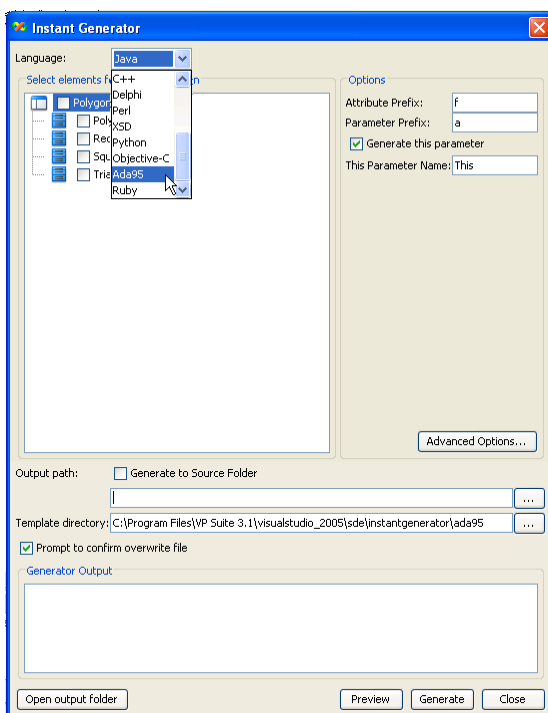 Instant Generator
Language: Java
C++
Delphi
Perl
XSD
Python
Objective-C
Ada95
Ruby
Select elements
n
Options
Attribute Prefix: f
Parameter Prefix: a
Generate this parameter
This Parameter Name: This
Advanced Options...
Output path: Generate to Source Folder
...
Template directory: C:\Program Files\VP Suite 3.1\visualstudio_2005\sde\instantgenerator\ada95 ...
Prompt to confirm overwrite file
Generator Output
Open output folder Preview Generate Close